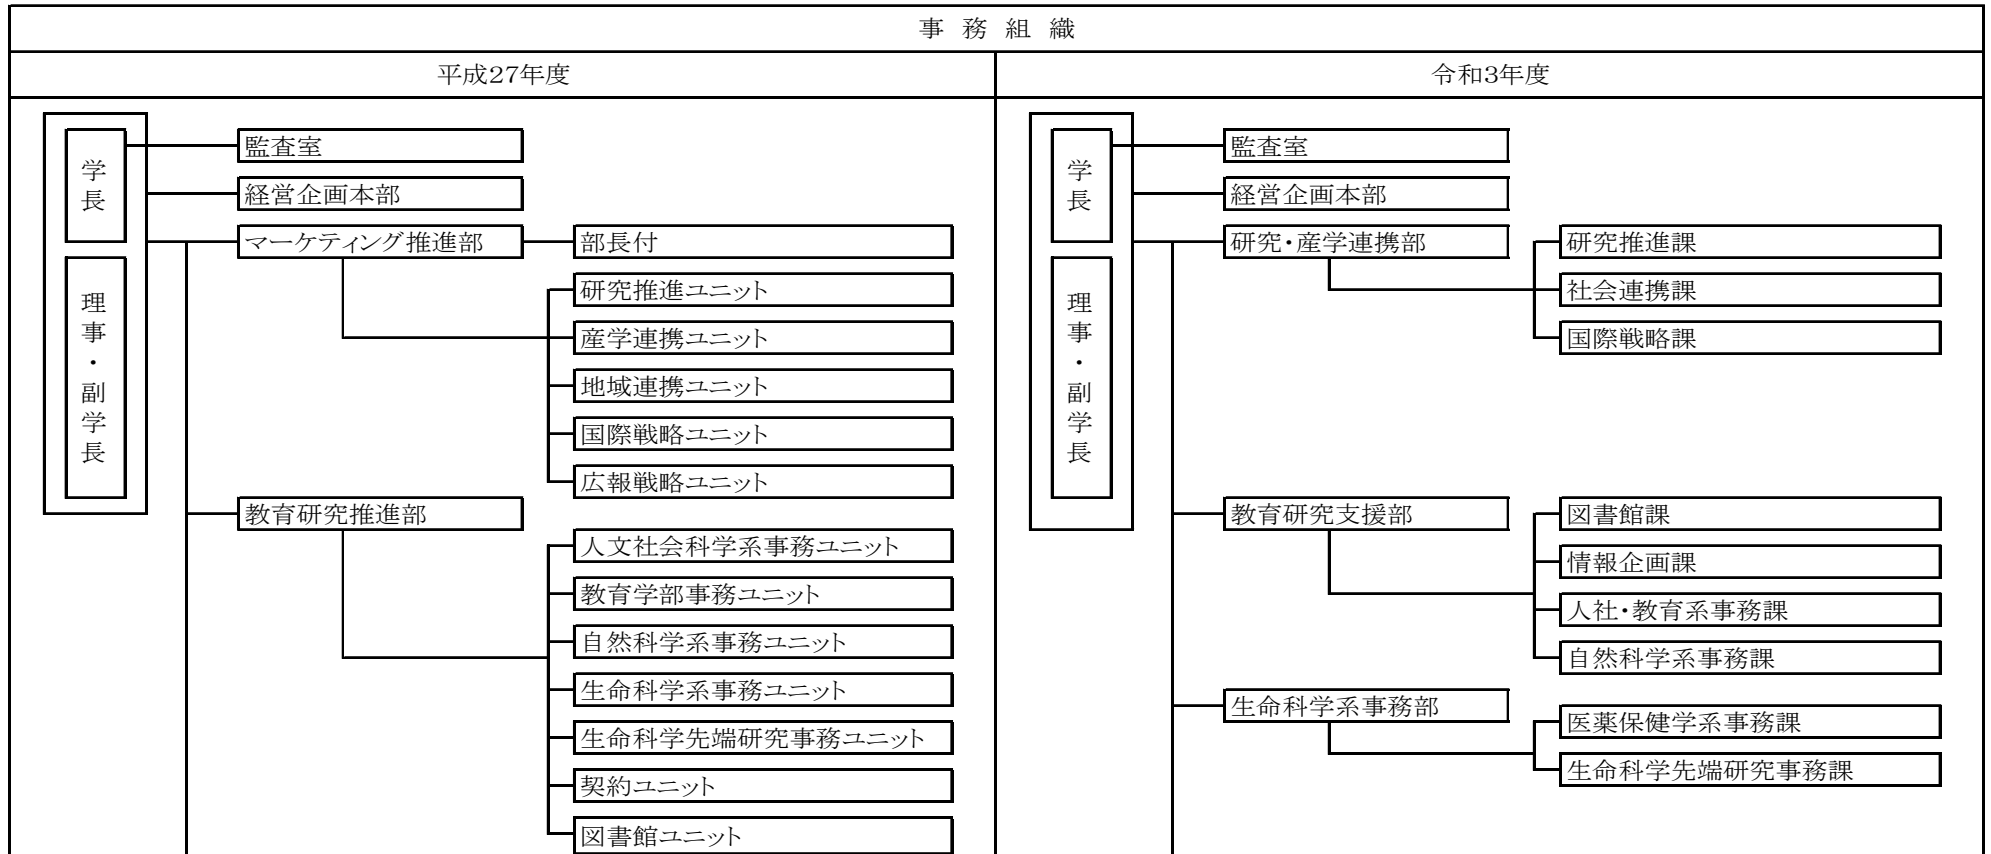 事務組織
平成27年度
学長
理事・副学長
監査室
経営企画本部
マーケティング推進部
部長付
研究推進ユニット
産学連携ユニット
地域連携ユニット
国際戦略ユニット
広報戦略ユニット
教育研究推進部
人文社会科学系事務ユニット
教育学部事務ユニット
自然科学系事務ユニット
生命科学系事務ユニット
生命科学先端研究事務ユニット
契約ユニット
図書館ユニット
令和3年度
学長
理事・副学長
監査室
経営企画本部
研究・産学連携部
研究推進課
社会連携課
国際戦略課
教育研究支援部
図書館課
情報企画課
人社・教育系事務課
自然科学系事務課
生命科学系事務部
医薬保健学系事務課
生命科学先端研究事務課